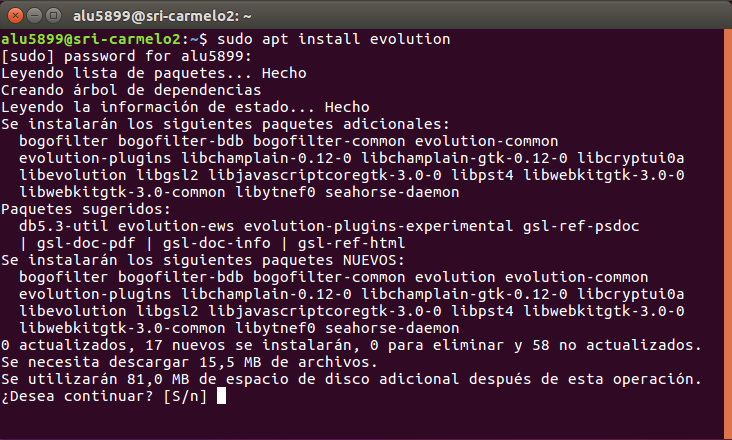 alu5899@sri-carmelo2: ~
alu5899@sri-carmelo2:~$ sudo apt install evolution
[sudo] password for alu5899:
Leyendo lista de paquetes... Hecho
Creando árbol de dependencias
Leyendo la información de estado... Hecho
Se instalarán los siguientes paquetes adicionales:
  bogofilter bogofilter-bdb bogofilter-common evolution-common
  evolution-plugins libchamplain-0.12-0 libchamplain-gtk-0.12-0 libcryptui0a
  libevolution libgsl2 libjavascriptcoregtk-3.0-0 libpst4 libwebkitgtk-3.0-0
  libwebkitgtk-3.0-common libytnef0 seahorse-daemon
Paquetes sugeridos:
  db5.3-util evolution-ews evolution-plugins-experimental gsl-ref-psdoc
  | gsl-doc-pdf | gsl-doc-info | gsl-ref-html
Se instalarán los siguientes paquetes NUEVOS:
  bogofilter bogofilter-bdb bogofilter-common evolution evolution-common
  evolution-plugins libchamplain-0.12-0 libchamplain-gtk-0.12-0 libcryptui0a
  libevolution libgsl2 libjavascriptcoregtk-3.0-0 libpst4 libwebkitgtk-3.0-0
  libwebkitgtk-3.0-common libytnef0 seahorse-daemon
0 actualizados, 17 nuevos se instalarán, 0 para eliminar y 58 no actualizados.
Se necesita descargar 15,5 MB de archivos.
Se utilizarán 81,0 MB de espacio de disco adicional después de esta operación.
¿Desea continuar? [S/n]